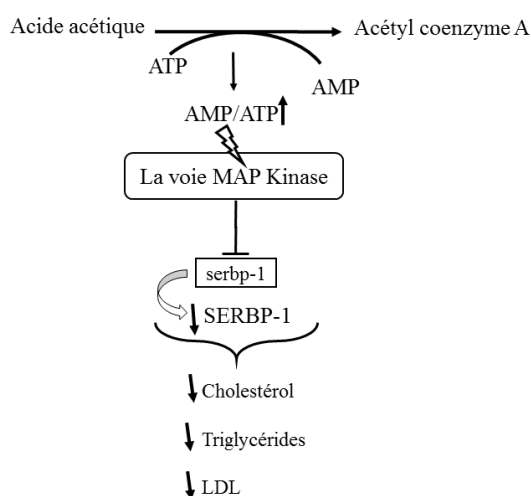 Acide acétique
Acétyl coenzyme A
ATP
AMP
AMP/ATP
La voie MAP Kinase
serbp-1
SERBP-1
Cholestérol
Triglycérides
LDL